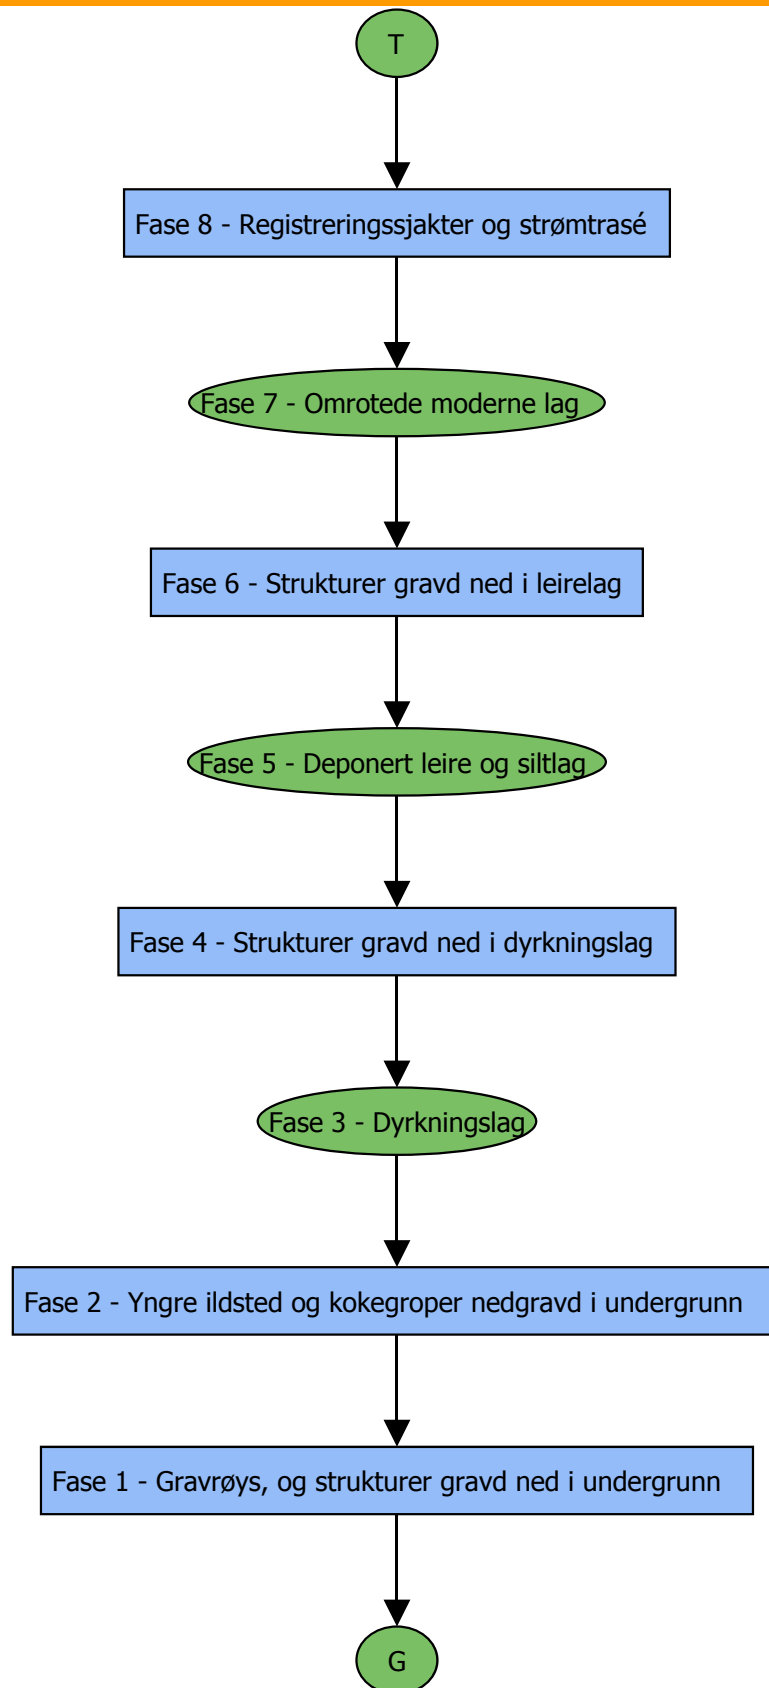 T
Fase 8 - Registreringssjakter og strømtrasé
Fase 7 - Omrotede moderne lag
Fase 6 - Strukturer gravd ned i leirelag
Fase 5 - Deponert leire og siltlag
Fase 4 - Strukturer gravd ned i dyrkningslag
Fase 3 - Dyrkningslag
Fase 2 - Yngre ildsted og kokegroper nedgravd i undergrunn
Fase 1 - Gravrøys, og strukturer gravd ned i undergrunn
G